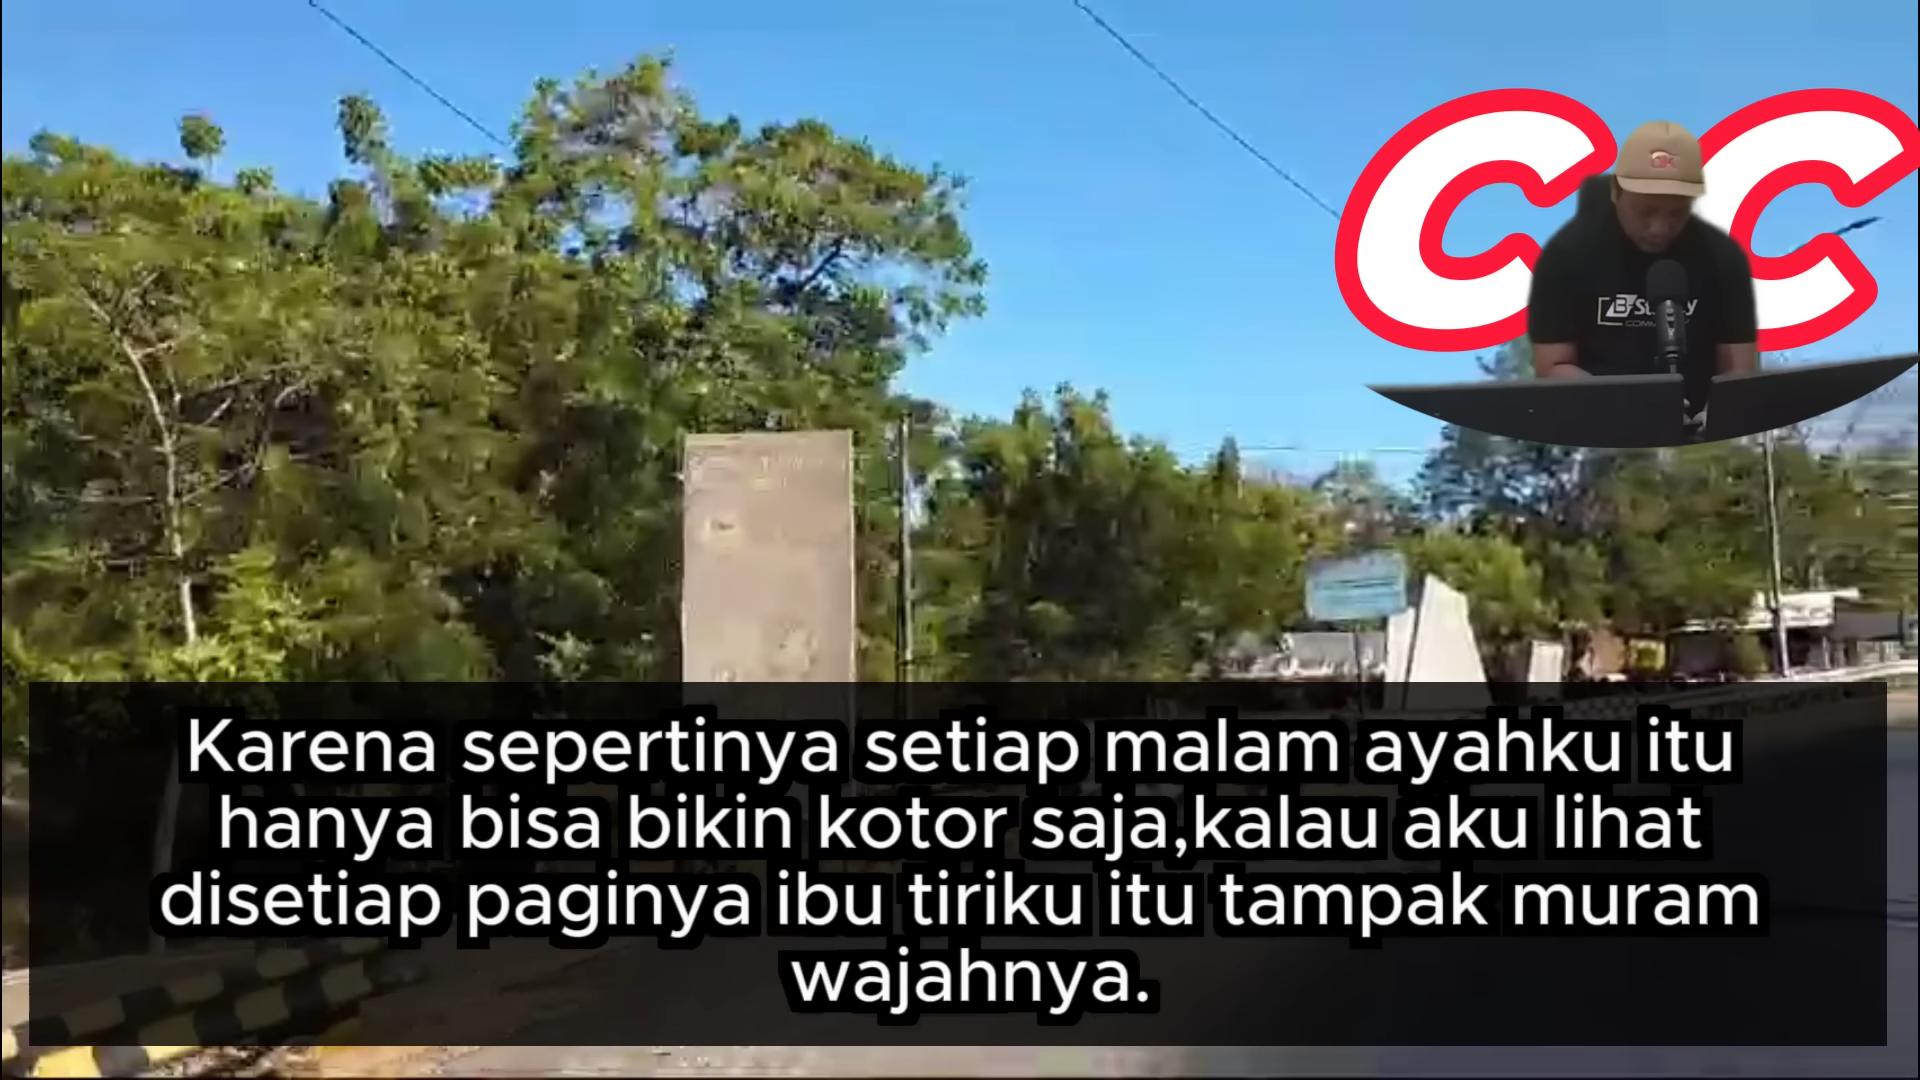 CC
Karena sepertinya setiap malam ayahku itu
hanya bisa bikin kotor saja,kalau aku lihat
disetiap paginya ibu tiriku itu tampak muram
wajahnya.